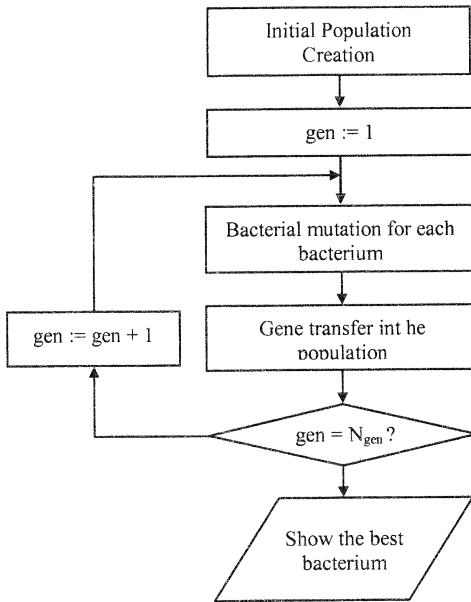 Initial Population
Creation
gen := 1
Bacterial mutation for each
bacterium
Gene transfer int he
population
gen := gen + 1
gen = Ngen ?
Show the best
bacterium